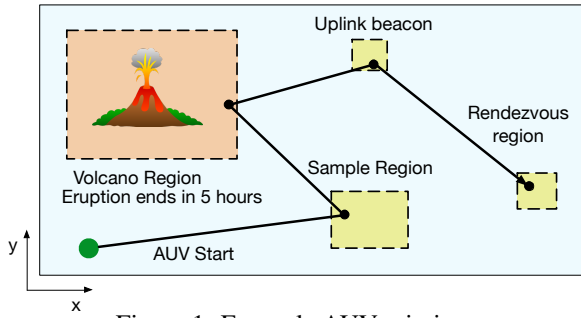 Uplink beacon
Rendezvous
region
Volcano Region
Eruption ends in 5 hours
Sample Region
AUV Start
y
x